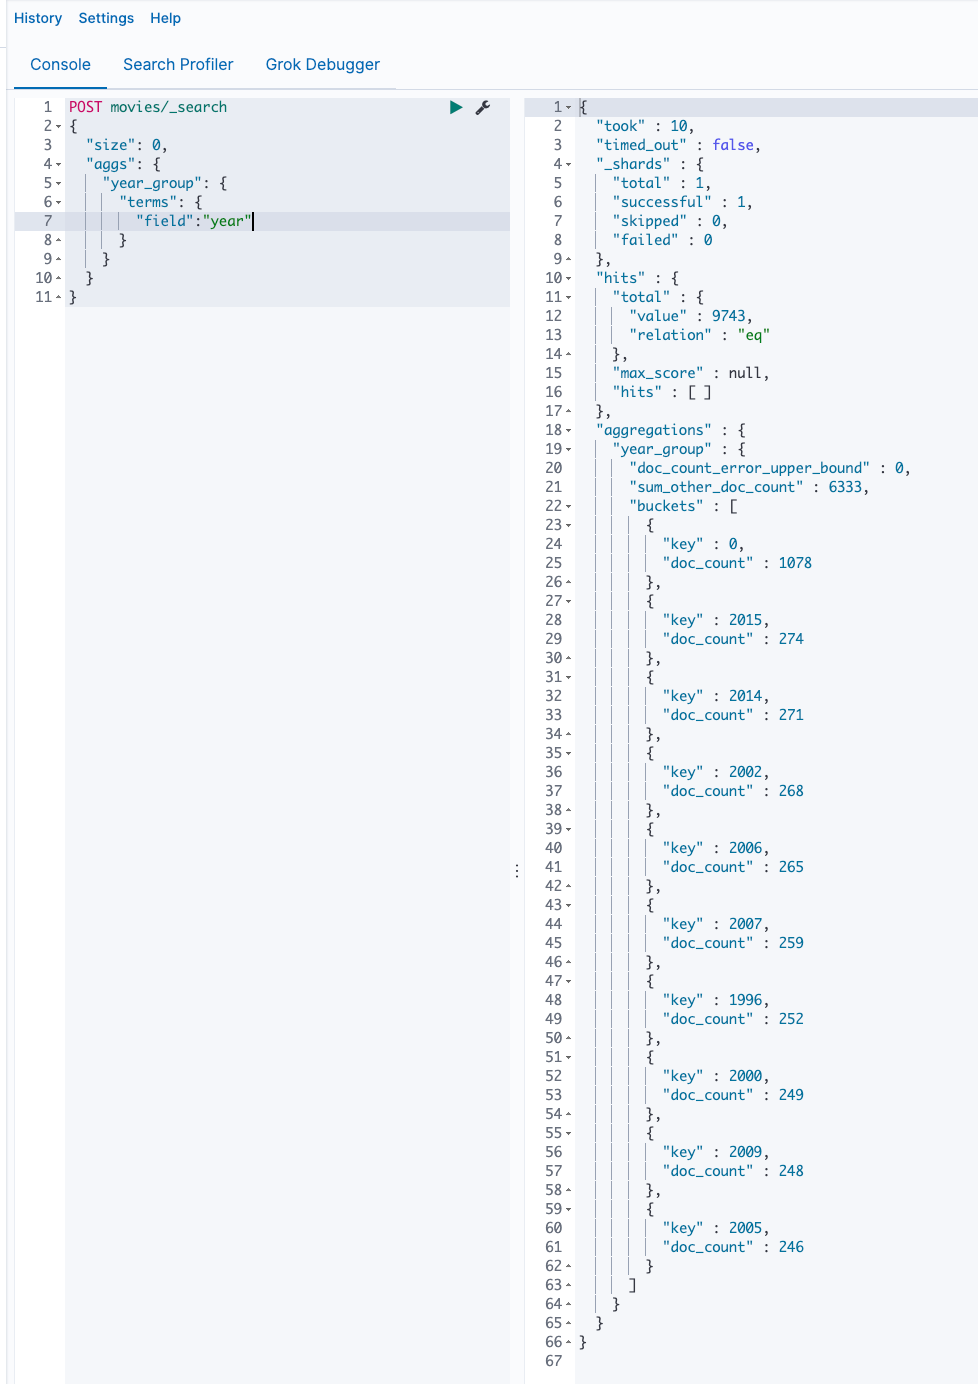 History Settings Help
Console Search Profiler Grok Debugger
1 POST movies/_search
2 {
3 "size": 0,
4 "aggs": {
5 "year_group": {
6 "terms": {
7 "field":"year"
8 }
9 }
10 }
11 }
1 {
2 "took" : 10,
3 "timed_out" : false,
4 "_shards" : {
5 "total" : 1,
6 "successful" : 1,
7 "skipped" : 0,
8 "failed" : 0
9 },
10 "hits" : {
11 "total" : {
12 "value" : 9743,
13 "relation" : "eq"
14 },
15 "max_score" : null,
16 "hits" : [ ]
17 },
18 "aggregations" : {
19 "year_group" : {
20 "doc_count_error_upper_bound" : 0,
21 "sum_other_doc_count" : 6333,
22 "buckets" : [
23 {
24 "key" : 0,
25 "doc_count" : 1078
26 },
27 {
28 "key" : 2015,
29 "doc_count" : 274
30 },
31 {
32 "key" : 2014,
33 "doc_count" : 271
34 },
35 {
36 "key" : 2002,
37 "doc_count" : 268
38 },
39 {
40 "key" : 2006,
41 "doc_count" : 265
42 },
43 {
44 "key" : 2007,
45 "doc_count" : 259
46 },
47 {
48 "key" : 1996,
49 "doc_count" : 252
50 },
51 {
52 "key" : 2000,
53 "doc_count" : 249
54 },
55 {
56 "key" : 2009,
57 "doc_count" : 248
58 },
59 {
60 "key" : 2005,
61 "doc_count" : 246
62 }
63 ]
64 }
65 }
66 }
67